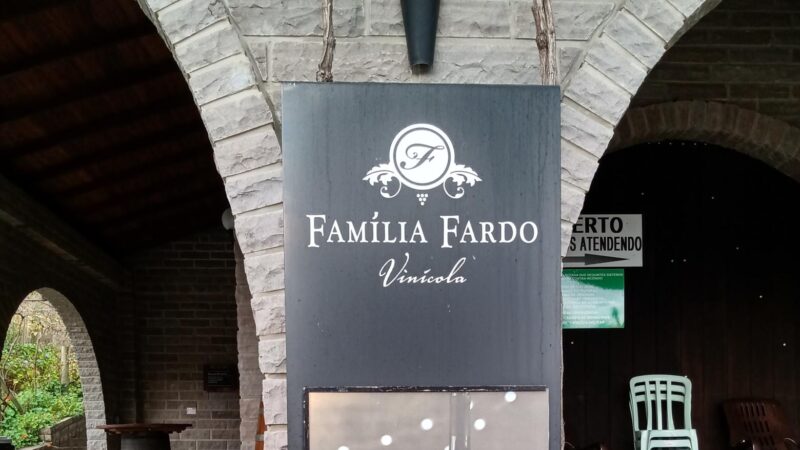 F
FAMÍLIA FARDO
Vinícola
ERTO
S ATENDENDO